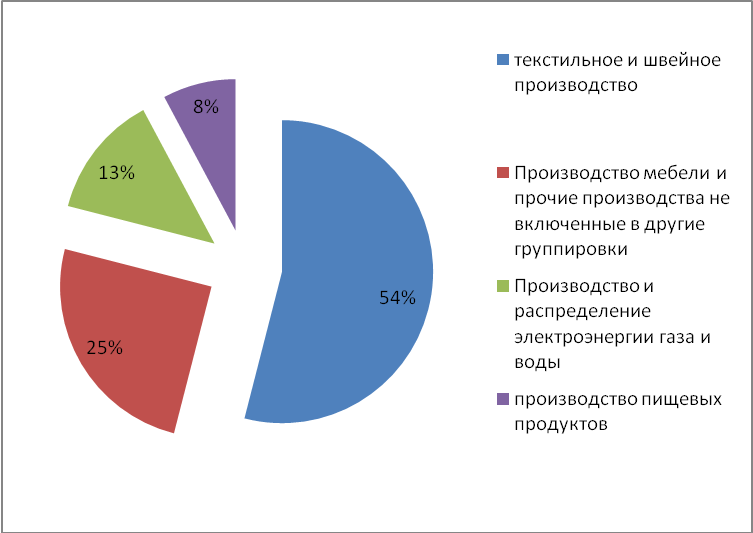 8%
13%
25%
54%
текстильное и швейное
производство
Производство мебели и
прочие производства не
включенные в другие
группировки
Производство и
распределение
электроэнергии газа и
воды
производство пищевых
продуктов